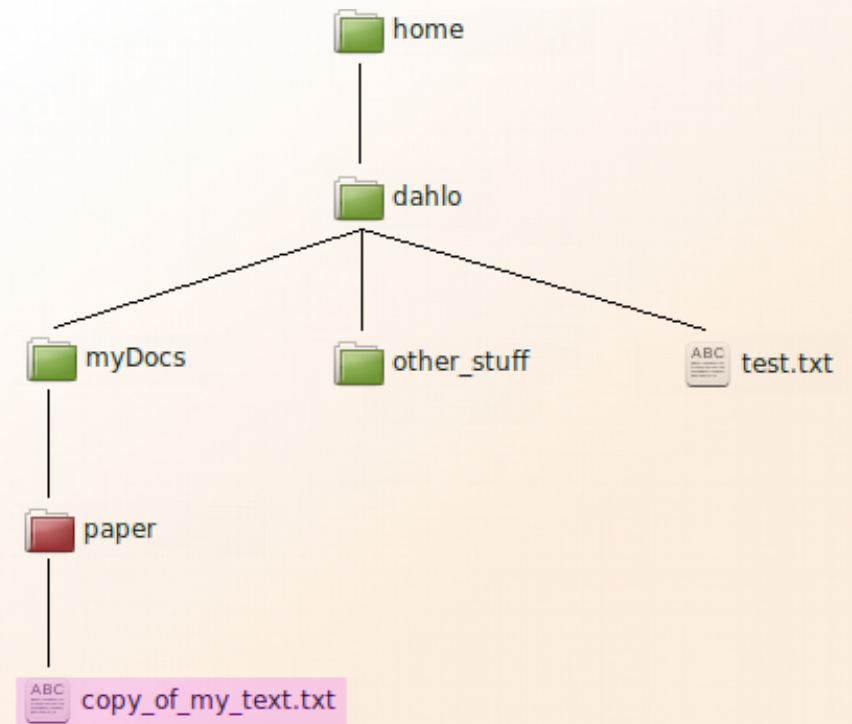 home
dahlo
myDocs
other_stuff
ABC
test.txt
paper
ABC
copy_of_my_text.txt